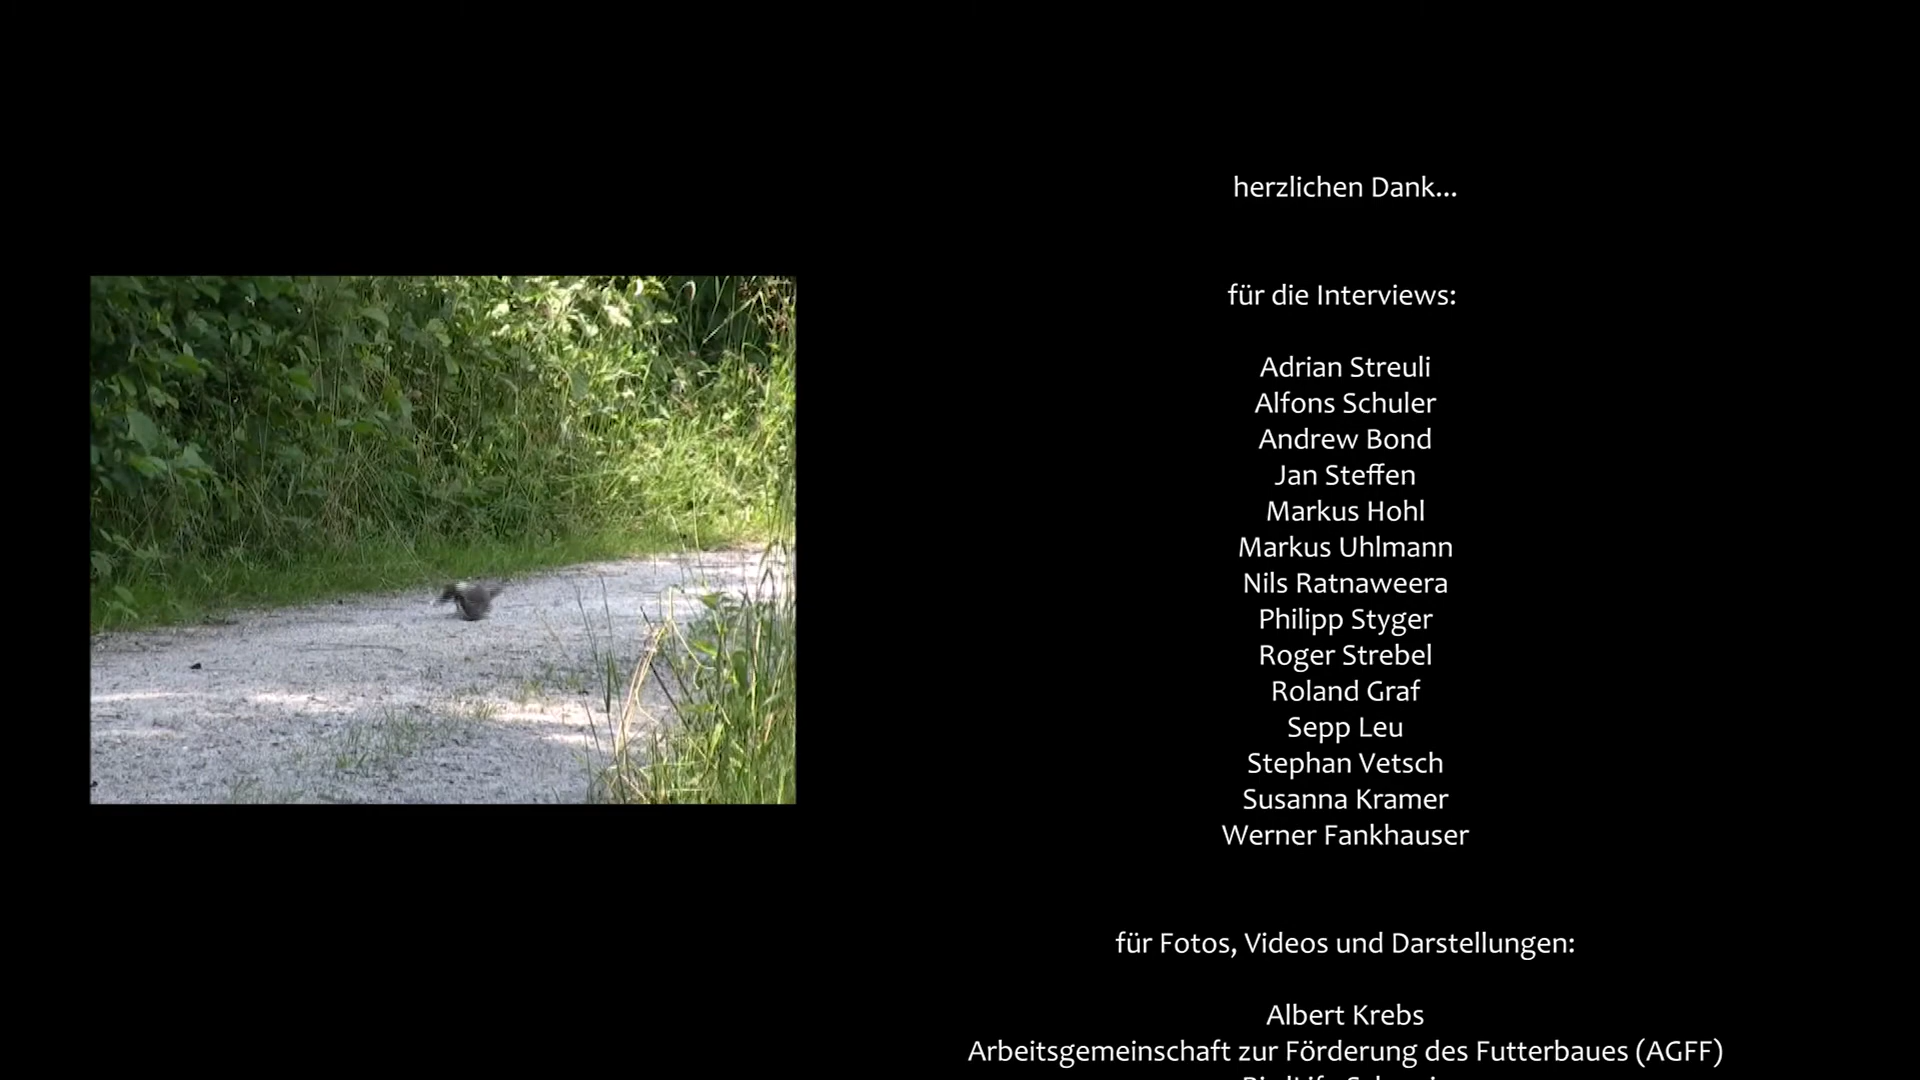 herzlichen Dank...
für die Interviews:
Adrian Streuli
Alfons Schuler
Andrew Bond
Jan Steffen
Markus Hohl
Markus Uhlmann
Nils Ratnaweera
Philipp Styger
Roger Strebel
Roland Graf
Sepp Leu
Stephan Vetsch
Susanna Kramer
Werner Fankhauser
für Fotos, Videos und Darstellungen:
Albert Krebs
Arbeitsgemeinschaft zur Förderung des Futterbaues (AGFF)